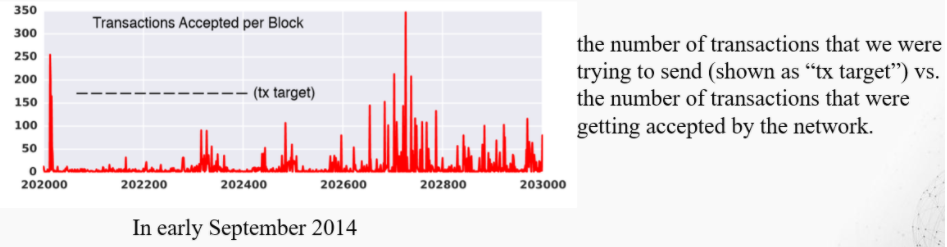 Transactions Accepted per Block
350
300
250
200
150
100
50
0
(tx target)
202000 202200 202400 202600 202800 203000
In early September 2014
the number of transactions that we were
trying to send (shown as “tx target”) vs.
the number of transactions that were
getting accepted by the network.